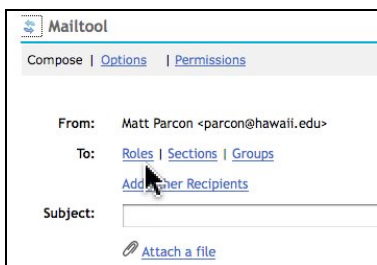 Mailtool
Compose | Options | Permissions
From: Matt Parcon <parcon@hawaii.edu>
To: Roles | Sections | Groups
Add Recipients
Subject:
Attach a file